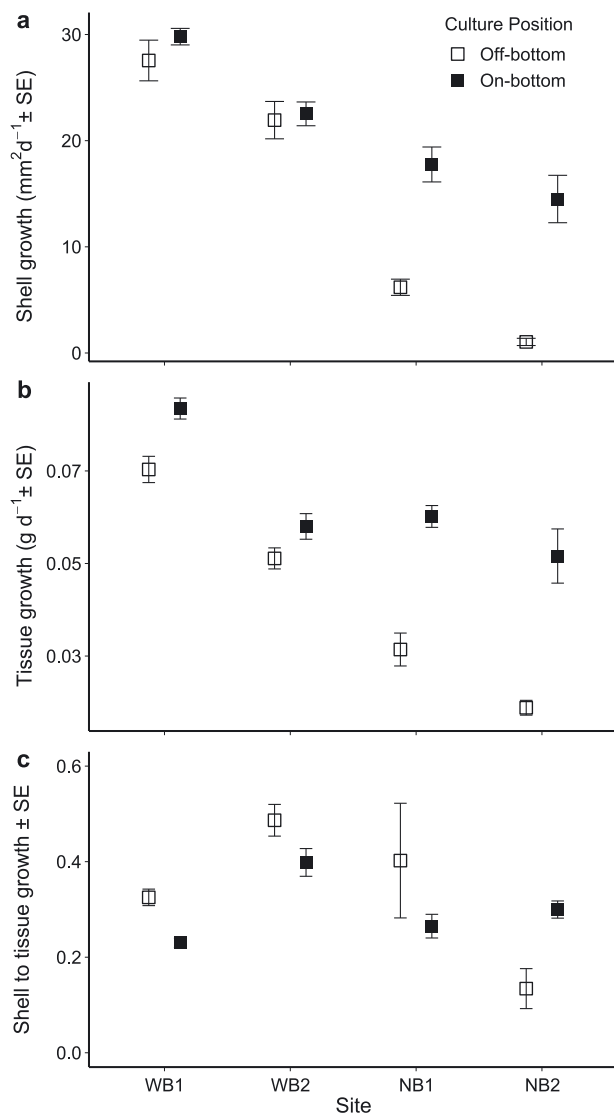 a
Culture Position
Off-bottom
On-bottom
Shell growth (mm²d⁻¹± SE)
30
20
10
0
b
Tissue growth (g d⁻¹± SE)
0.07
0.05
0.03
c
Shell to tissue growth ± SE
0.6
0.4
0.2
0.0
WB1 WB2 NB1 NB2
Site